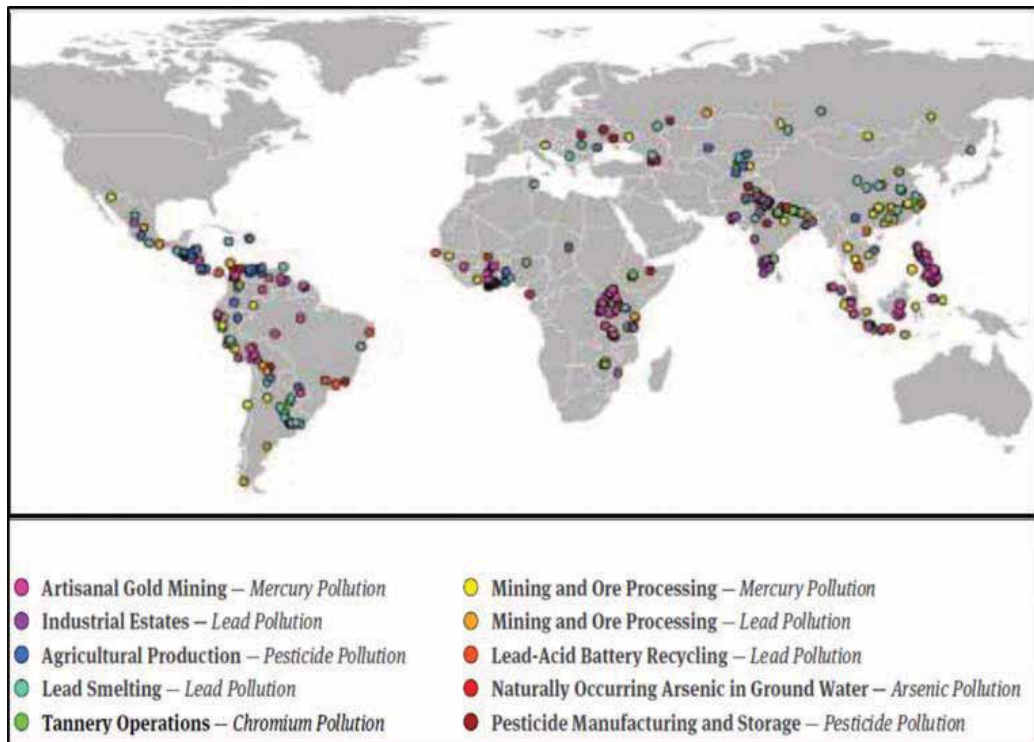 Artisanal Gold Mining – Mercury Pollution
Industrial Estates – Lead Pollution
Agricultural Production – Pesticide Pollution
Lead Smelting – Lead Pollution
Tannery Operations – Chromium Pollution
Mining and Ore Processing – Mercury Pollution
Mining and Ore Processing – Lead Pollution
Lead-Acid Battery Recycling – Lead Pollution
Naturally Occurring Arsenic in Ground Water – Arsenic Pollution
Pesticide Manufacturing and Storage – Pesticide Pollution